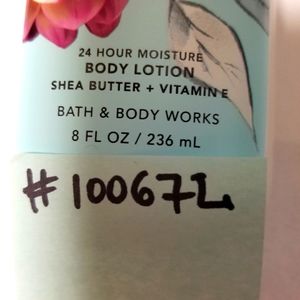 24 HOUR MOISTURE
BODY LOTION
SHEA BUTTER + VITAMIN E
BATH & BODY WORKS
8 FL OZ / 236 mL
#10067L